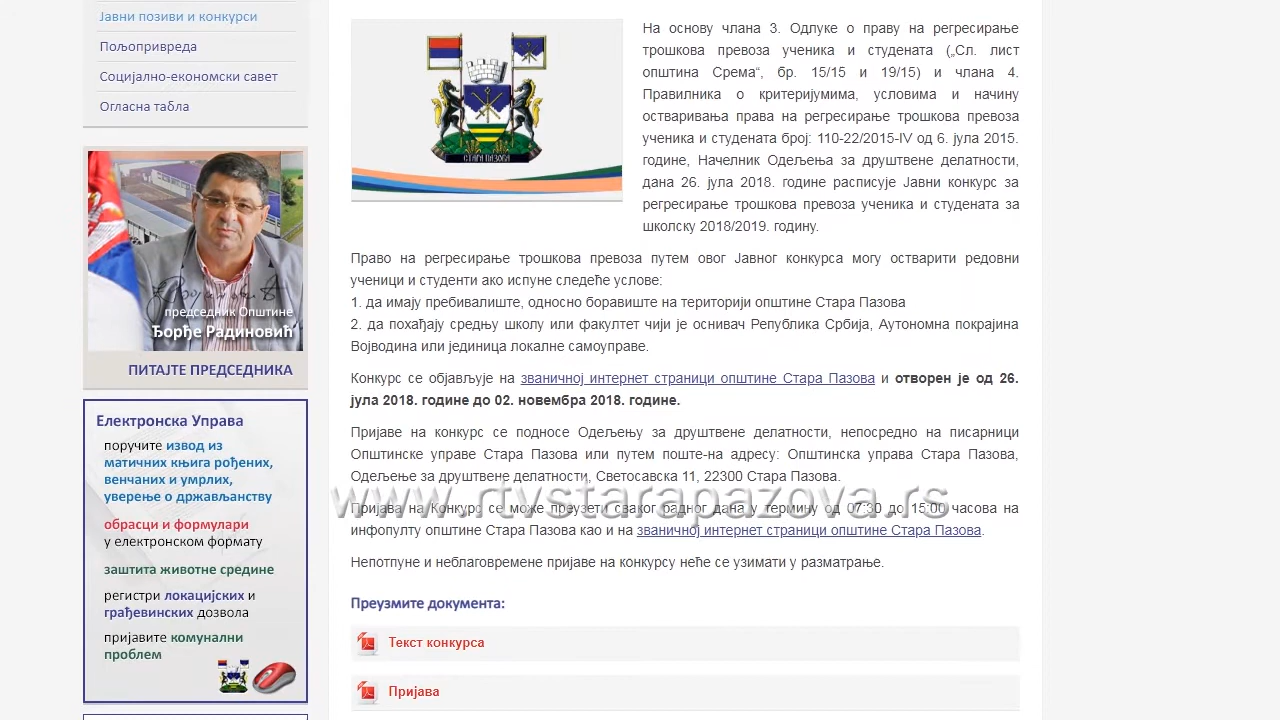 Јавни позиви и конкурси
Пољопривреда
Социјално-економски савет
Огласна табла
председник Општине
Ђорђе Радиновић
ПИТАЈТЕ ПРЕДСЕДНИКА
Електронска Управа
поручите извод из
матичних књига рођених,
венчаних и умрлих,
уверење о држављанству
обрасци и формулари
у електронском формату
заштита животне средине
регистри локацијских и
грађевинских дозвола
пријавите комунални
проблем
СТАРА ПАЗОВА
На основу члана 3. Одлуке о праву на регресирање
трошкова превоза ученика и студената („Сл. лист
општина Срема“, бр. 15/15 и 19/15) и члана 4.
Правилника о критеријумима, условима и начину
остваривања права на регресирање трошкова превоза
ученика и студената број: 110-22/2015-IV од 6. јула 2015.
године, Начелник Одељења за друштвене делатности,
дана 26. јула 2018. године расписује Јавни конкурс за
регресирање трошкова превоза ученика и студената за
школску 2018/2019. годину.
Право на регресирање трошкова превоза путем овог Јавног конкурса могу остварити редовни
ученици и студенти ако испуне следеће услове:
1. да имају пребивалиште, односно боравиште на територији општине Стара Пазова
2. да похађају средњу школу или факултет чији је оснивач Република Србија, Аутономна покрајина
Војводина или јединица локалне самоуправе.
Конкурс се објављује на званичној интернет страници општине Стара Пазова и отворен је од 26.
јула 2018. године до 02. новембра 2018. године.
Пријаве на конкурс се подносе Одељењу за друштвене делатности, непосредно на писарници
Општинске управе Стара Пазова или путем поште-на адресу: Општинска управа Стара Пазова,
Одељење за друштвене делатности, Светосавска 11, 22300 Стара Пазова.
www.rtvstarapazova.rs
Пријава на Конкурс се може преузети сваког радног дана у термину од 07:30 до 15:00 часова на
инфопулту општине Стара Пазова као и на званичној интернет страници општине Стара Пазова.
Непотпуне и неблаговремене пријаве на конкурсу неће се узимати у разматрање.
Преузмите документа:
Текст конкурса
Пријава